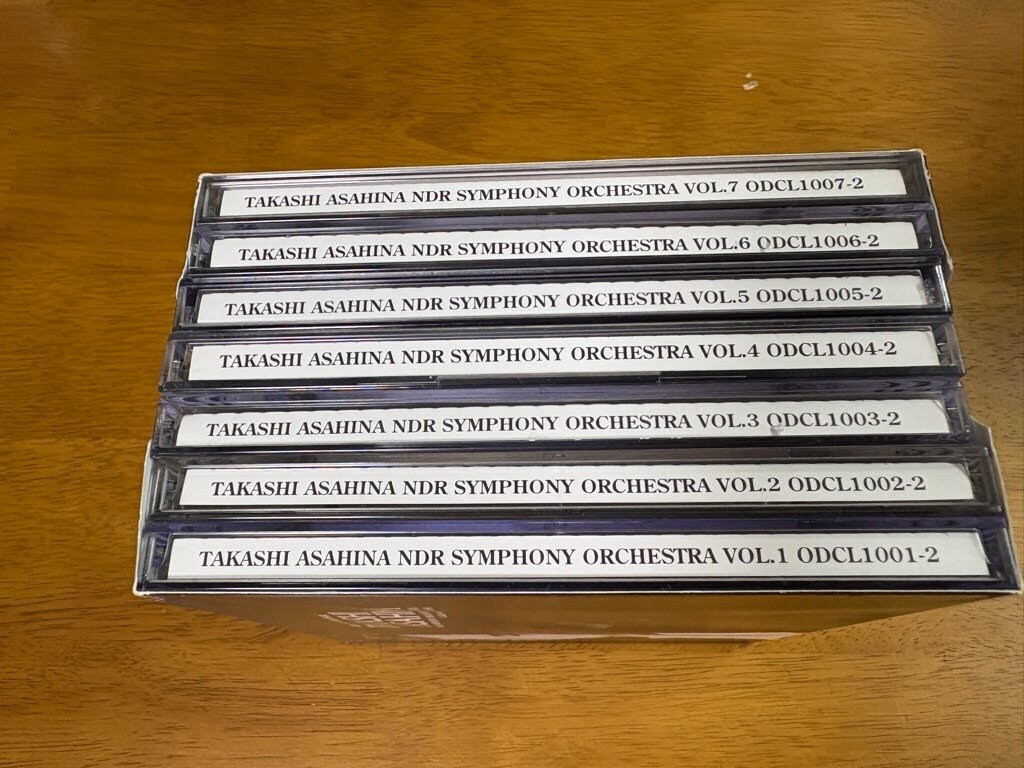 TAKASHI ASAHINA NDR SYMPHONY ORCHESTRA VOL.7 ODCL1007-2
TAKASHI ASAHINA NDR SYMPHONY ORCHESTRA VOL.6 ODCL1006-2
TAKASHI ASAHINA NDR SYMPHONY ORCHESTRA VOL.5 ODCL1005-2
TAKASHI ASAHINA NDR SYMPHONY ORCHESTRA VOL.4 ODCL1004-2
TAKASHI ASAHINA NDR SYMPHONY ORCHESTRA VOL.3 ODCL1003-2
TAKASHI ASAHINA NDR SYMPHONY ORCHESTRA VOL.2 ODCL1002-2
TAKASHI ASAHINA NDR SYMPHONY ORCHESTRA VOL.1 ODCL1001-2